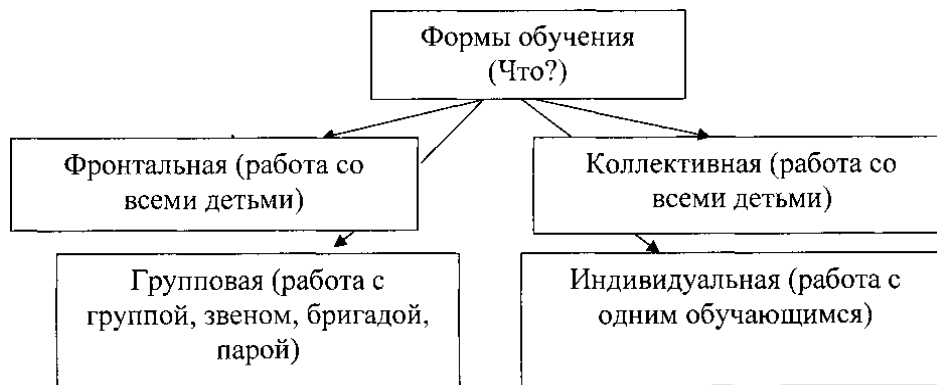 Формы обучения
(Что?)
Фронтальная (работа со
всеми детьми)
Коллективная (работа со
всеми детьми)
Групповая (работа с
группой, звеном, бригадой,
парой)
Индивидуальная (работа с
одним обучающимся)